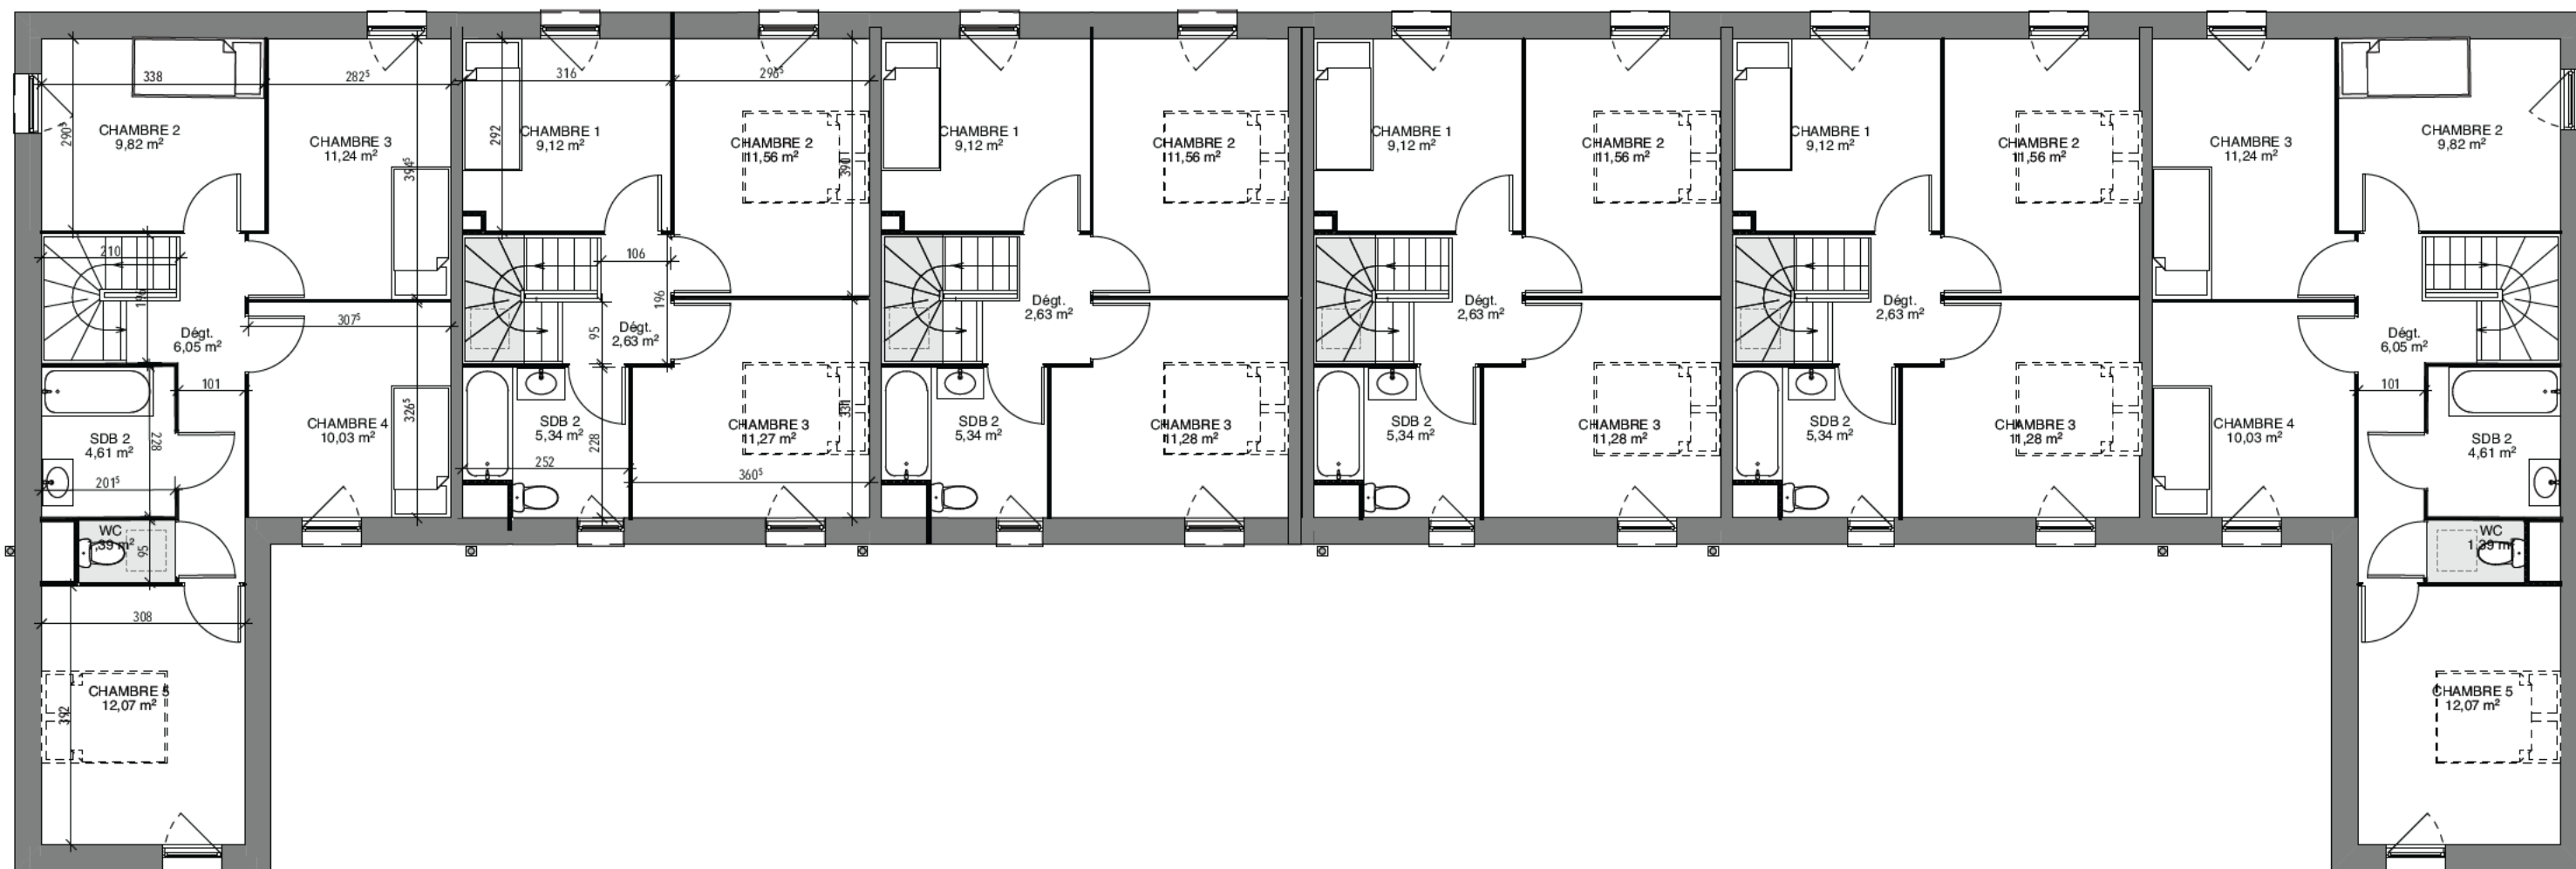 338
282⁵
290⁵
CHAMBRE 2
9,82 m²
CHAMBRE 3
11,24 m²
394⁵
210
196
Dégt.
6,05 m²
307⁵
101
SDB 2
4,61 m²
228
201⁵
CHAMBRE 4
10,03 m²
326⁵
WC
,39 m²
95
308
CHAMBRE 5
12,07 m²
392
316
296⁵
292
CHAMBRE 1
9,12 m²
CHAMBRE 2
11,56 m²
390
106
196
95
Dégt.
2,63 m²
SDB 2
5,34 m²
228
252
CHAMBRE 3
11,27 m²
331
360⁵
CHAMBRE 1
9,12 m²
CHAMBRE 2
11,56 m²
Dégt.
2,63 m²
SDB 2
5,34 m²
CHAMBRE 3
11,28 m²
CHAMBRE 1
9,12 m²
CHAMBRE 2
11,56 m²
Dégt.
2,63 m²
SDB 2
5,34 m²
CHAMBRE 3
11,28 m²
CHAMBRE 1
9,12 m²
CHAMBRE 2
11,56 m²
Dégt.
2,63 m²
SDB 2
5,34 m²
CHAMBRE 3
11,28 m²
CHAMBRE 3
11,24 m²
CHAMBRE 2
9,82 m²
Dégt.
6,05 m²
101
CHAMBRE 4
10,03 m²
SDB 2
4,61 m²
WC
1,39 m²
CHAMBRE 5
12,07 m²